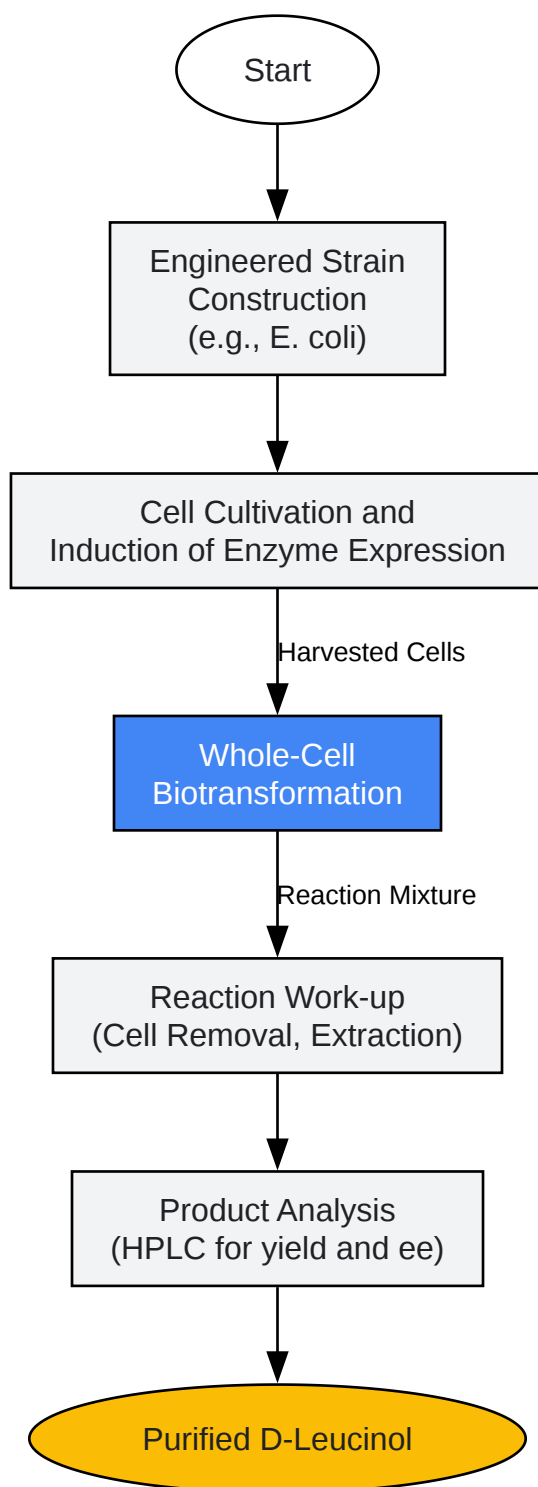 Start
Engineered Strain
Construction
(e.g., E. coli)
Cell Cultivation and
Induction of Enzyme Expression
Harvested Cells
Whole-Cell
Biotransformation
Reaction Mixture
Reaction Work-up
(Cell Removal, Extraction)
Product Analysis
(HPLC for yield and ee)
Purified D-Leucinol